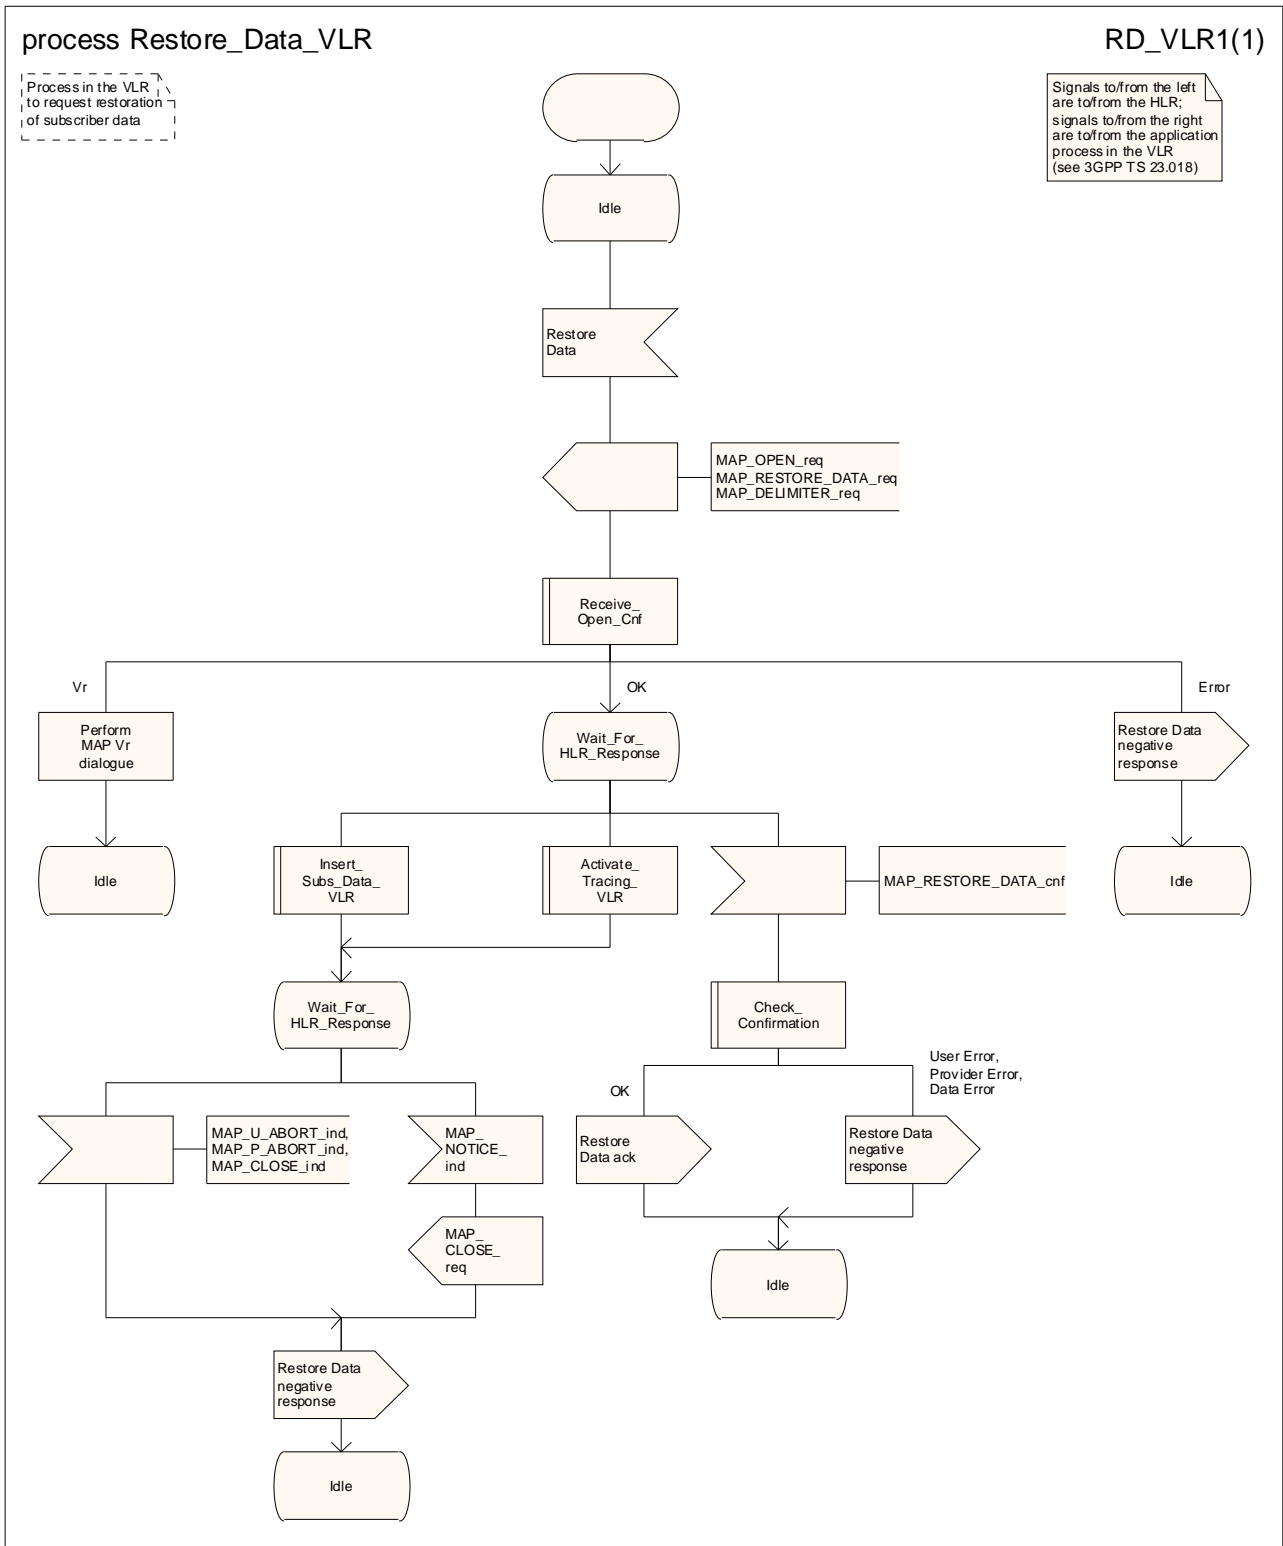 process Restore_Data_VLR
RD_VLR1(1)
Process in the VLR
to request restoration
of subscriber data
Signals to/from the left
are to/from the HLR;
signals to/from the right
are to/from the application
process in the VLR
(see 3GPP TS 23.018)
Idle
Restore
Data
MAP_OPEN_req
MAP_RESTORE_DATA_req
MAP_DELIMITER_req
Receive_
Open_Cnf
Vr
OK
Error
Perform
MAP Vr
dialogue
Wait_For_
HLR_Response
Restore Data
negative
response
Idle
Insert_
Subs_Data_
VLR
Activate_
Tracing_
VLR
MAP_RESTORE_DATA_cnf
Idle
Wait_For_
HLR_Response
Check_
Confirmation
OK
User Error,
Provider Error,
Data Error
MAP_U_ABORT_ind,
MAP_P_ABORT_ind,
MAP_CLOSE_ind
MAP_
NOTICE_
ind
Restore
Data ack
Restore Data
negative
response
MAP_
CLOSE_
req
Idle
Restore Data
negative
response
Idle